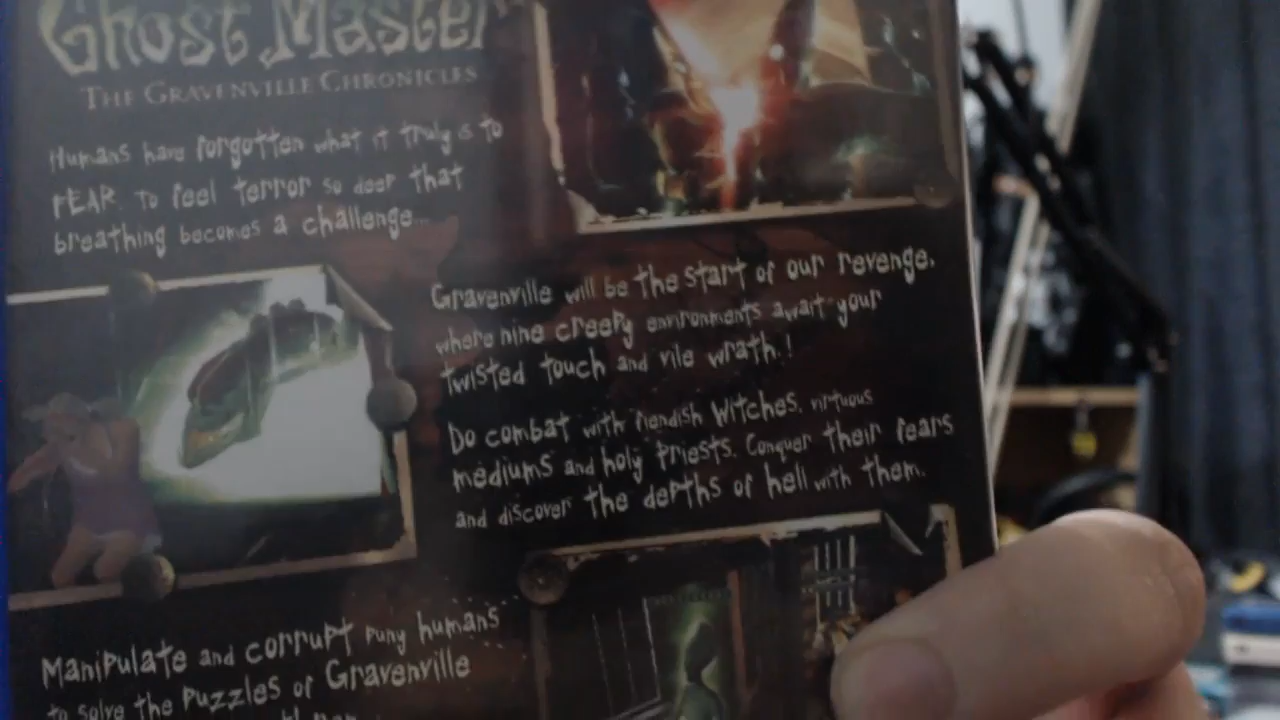 Ghost Master
THE GRAVENVILLE CHRONICLES
Humans have forgotten what it truly is to
FEAR. To feel terror so deep that
breathing becomes a challenge...
Gravenville will be the start of our revenge,
where nine creepy environments await your
twisted touch and vile wrath.!
Do combat with fiendish Witches, virtuous
mediums and holy Priests. Conquer their fears
and discover the depths of hell with them.
Manipulate and corrupt puny humans
to solve the puzzles of Gravenville